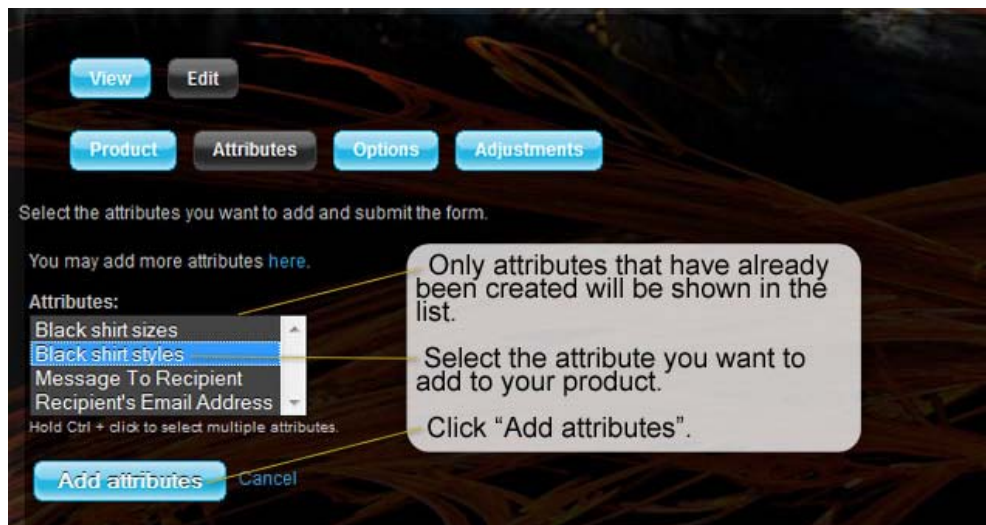 View Edit
Product Attributes Options Adjustments
Select the attributes you want to add and submit the form.
You may add more attributes here.
Attributes:
Black shirt sizes
Black shirt styles
Message To Recipient
Recipient's Email Address
Hold Ctrl + click to select multiple attributes.
Add attributes Cancel
Only attributes that have already
been created will be shown in the
list.
Select the attribute you want to
add to your product.
Click “Add attributes”.